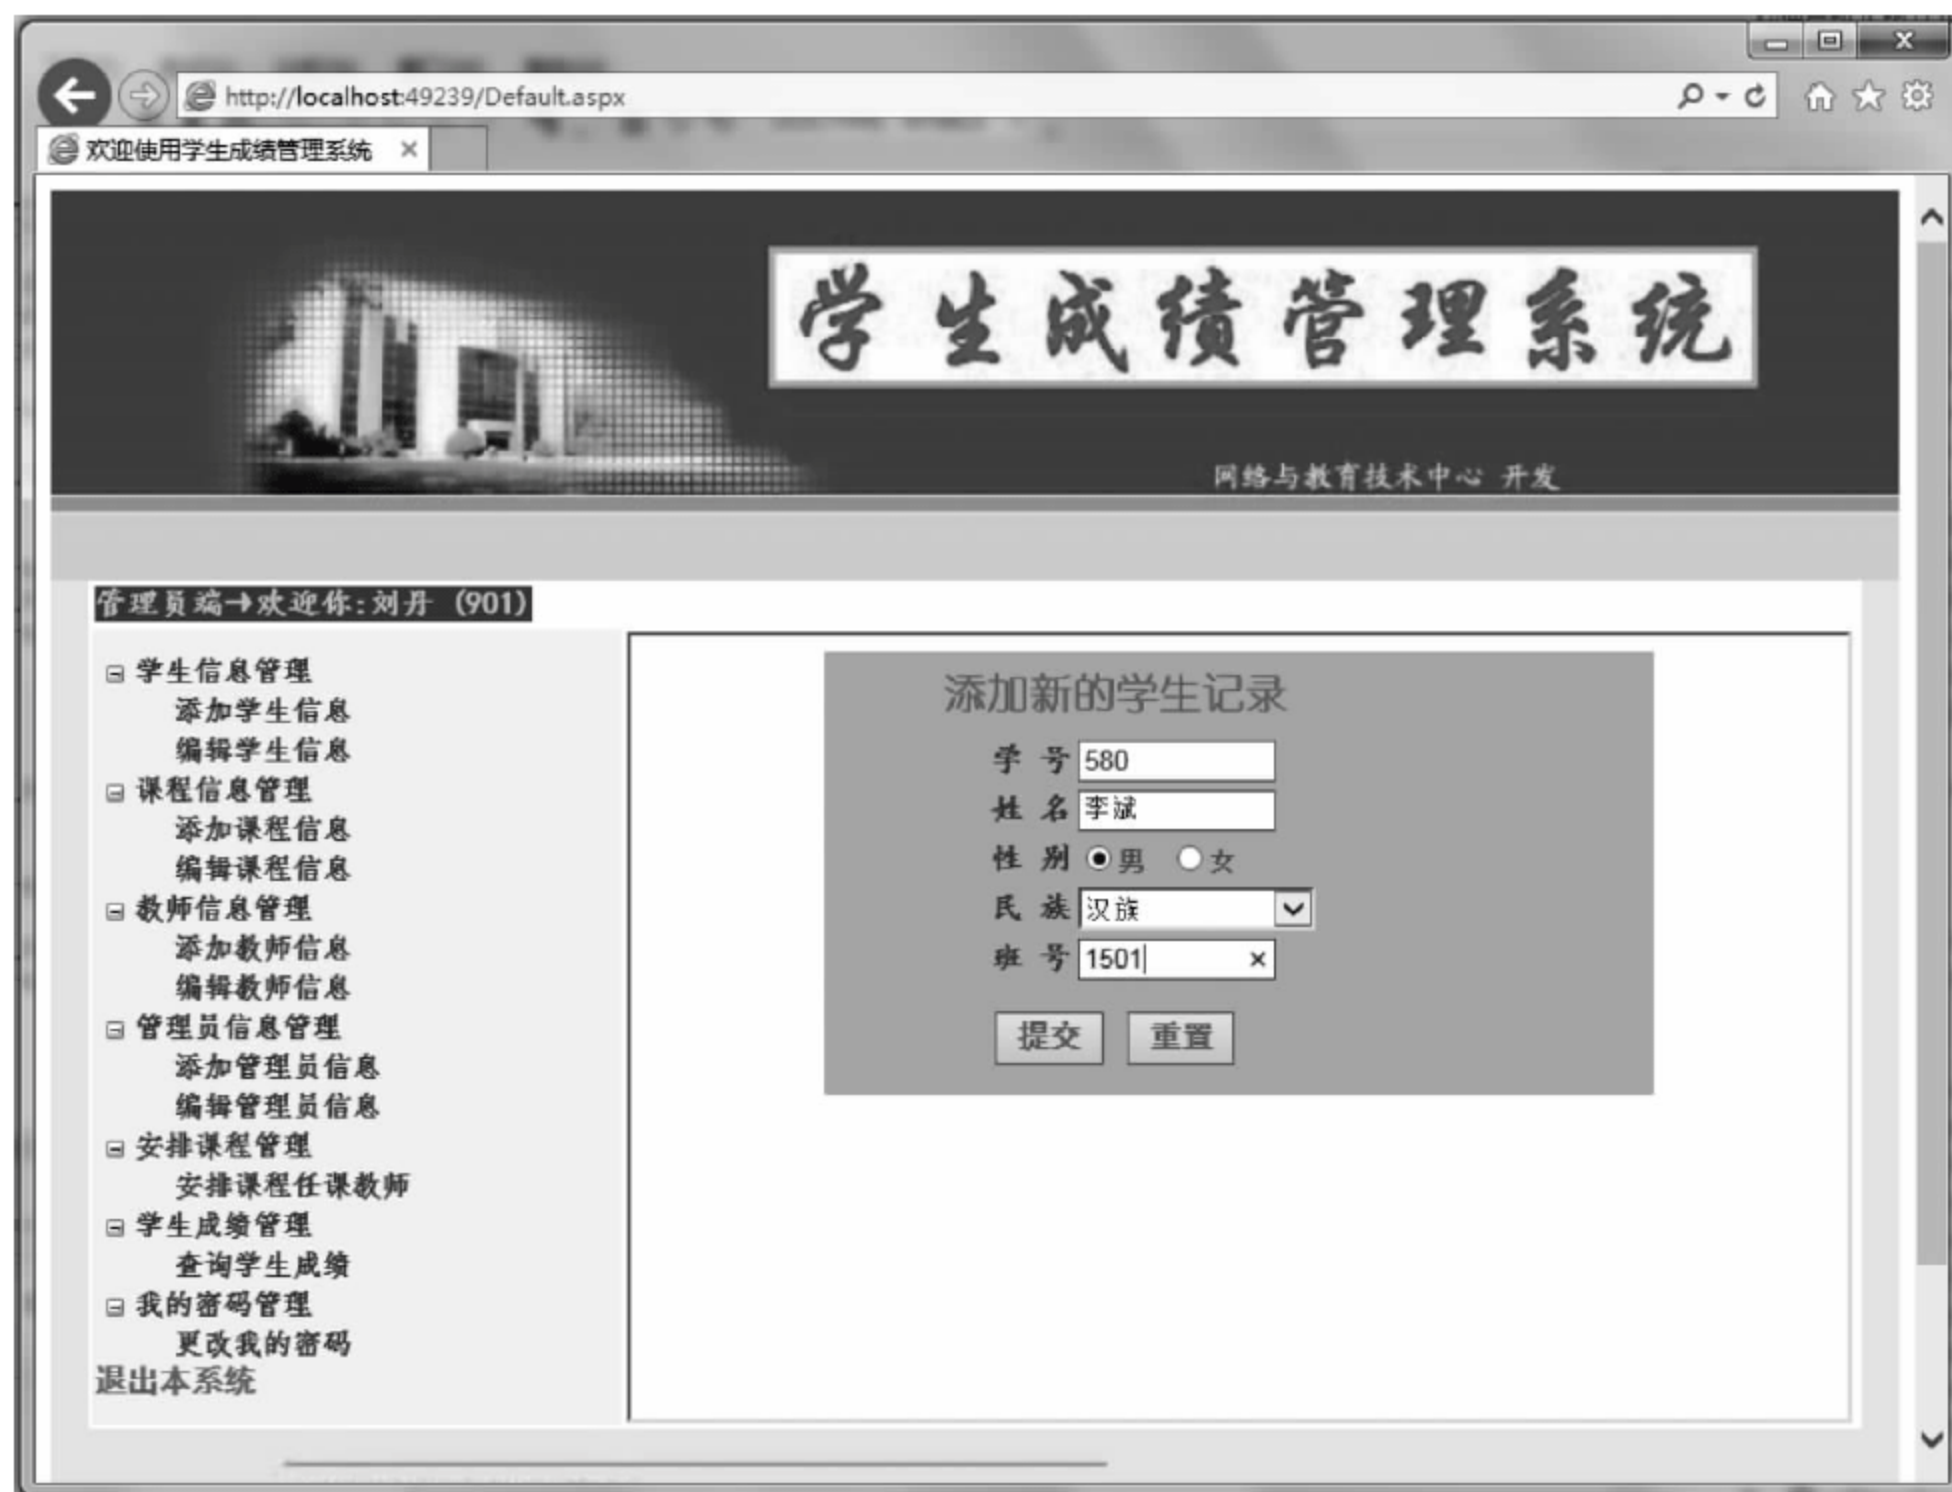 http://localhost:49239/Default.aspx
欢迎使用学生成绩管理系统
学生成绩管理系统
网络与教育技术中心 开发
管理员端→欢迎你:刘丹 (901)
学生信息管理
添加学生信息
编辑学生信息
课程信息管理
添加课程信息
编辑课程信息
教师信息管理
添加教师信息
编辑教师信息
管理员信息管理
添加管理员信息
编辑管理员信息
安排课程管理
安排课程任课教师
学生成绩管理
查询学生成绩
我的密码管理
更改我的密码
退出本系统
添加新的学生记录
学 号 580
姓 名 李斌
性 别 男 女
民 族 汉族
班 号 1501
提交 重置